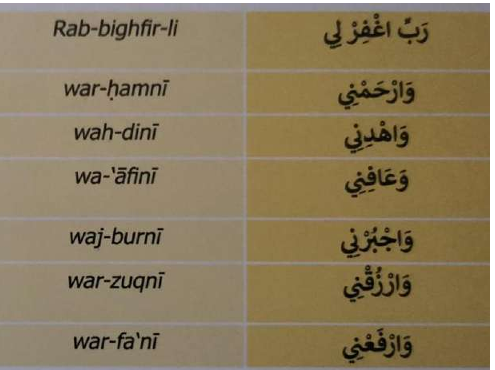 Rab-bighfir-li رَبِّ اغْفِرْ لِي
war-ḥamnī وَارْحَمْنِي
wah-dinī وَاهْدِنِي
wa-‘āfinī وَعَافِنِي
waj-burnī وَاجْبُرْنِي
war-zuqnī وَارْزُقْنِي
war-fa‘nī وَارْفَعْنِي